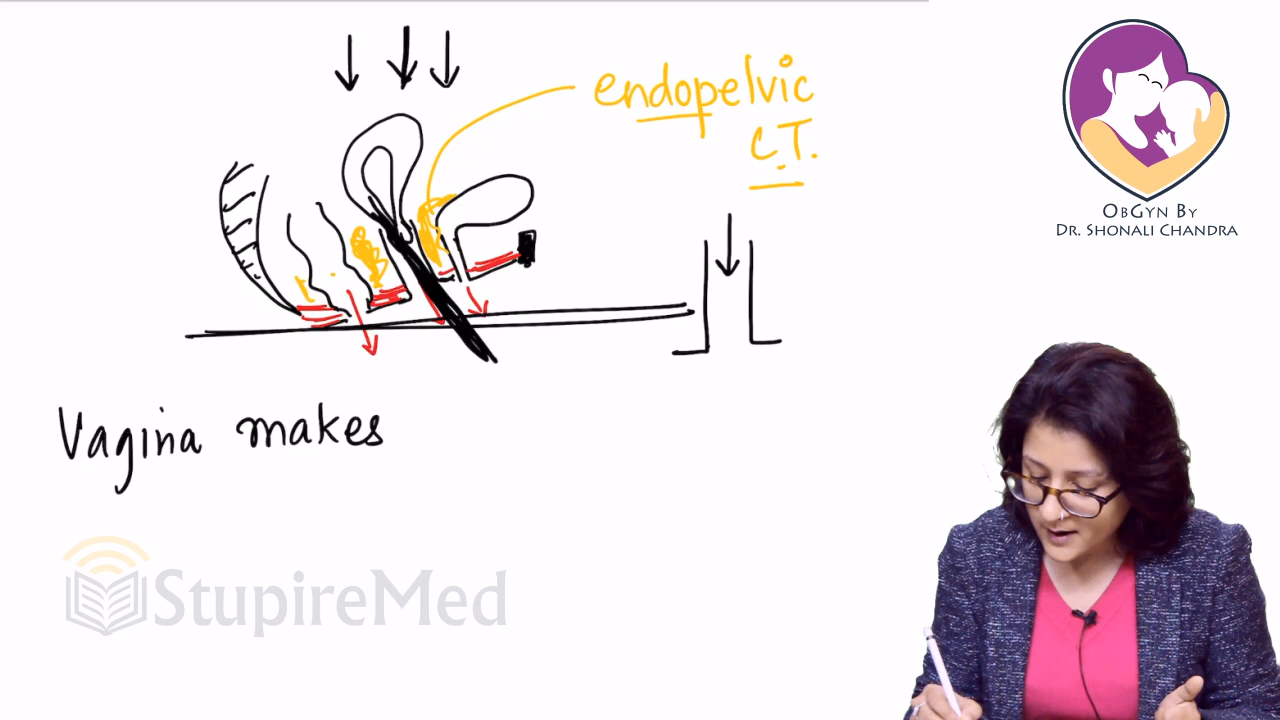 endopelvic
C.T.
OBGYN BY
DR. SHONALI CHANDRA
Vagina makes
StupireMed